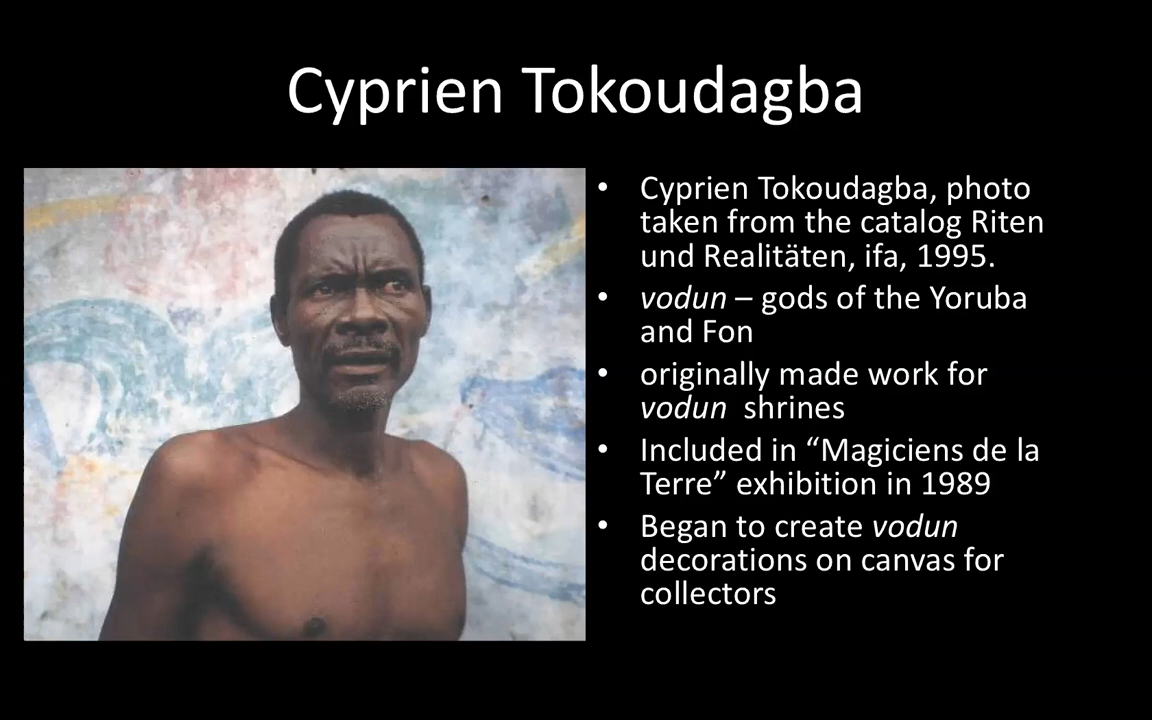 Cyprien Tokoudagba
• Cyprien Tokoudagba, photo
taken from the catalog Riten
und Realitäten, ifa, 1995.
• vodun – gods of the Yoruba
and Fon
• originally made work for
vodun  shrines
• Included in “Magiciens de la
Terre” exhibition in 1989
• Began to create vodun
decorations on canvas for
collectors